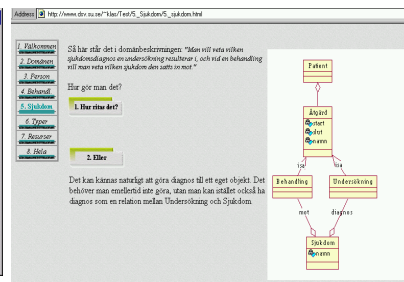 Address http://www.dsv.su.se/~klas/Test/5_Sjukdom/5_sjukdom.html
1. Välkommen
2. Domänen
3. Person
4. Behandl.
5. Sjukdom
6. Typer
7. Resurser
8. Hela
Så här står det i domänbeskrivningen: "Man vill veta vilken
sjukdomsdiagnos en undersökning resulterar i, och vid en behandling
vill man veta vilken sjukdom den satts in mot."
Hur gör man det?
1. Hur ritas det?
2. Eller
Det kan kännas naturligt att göra diagnos till ett eget objekt. Det
behöver man emellertid inte göra, utan man kan istället också ha
diagnos som en relation mellan Undersökning och Sjukdom.
Patient
Åtgärd
start
slut
namn
isa
isa
Behandling
Undersökning
mot
diagnos
Sjukdom
namn